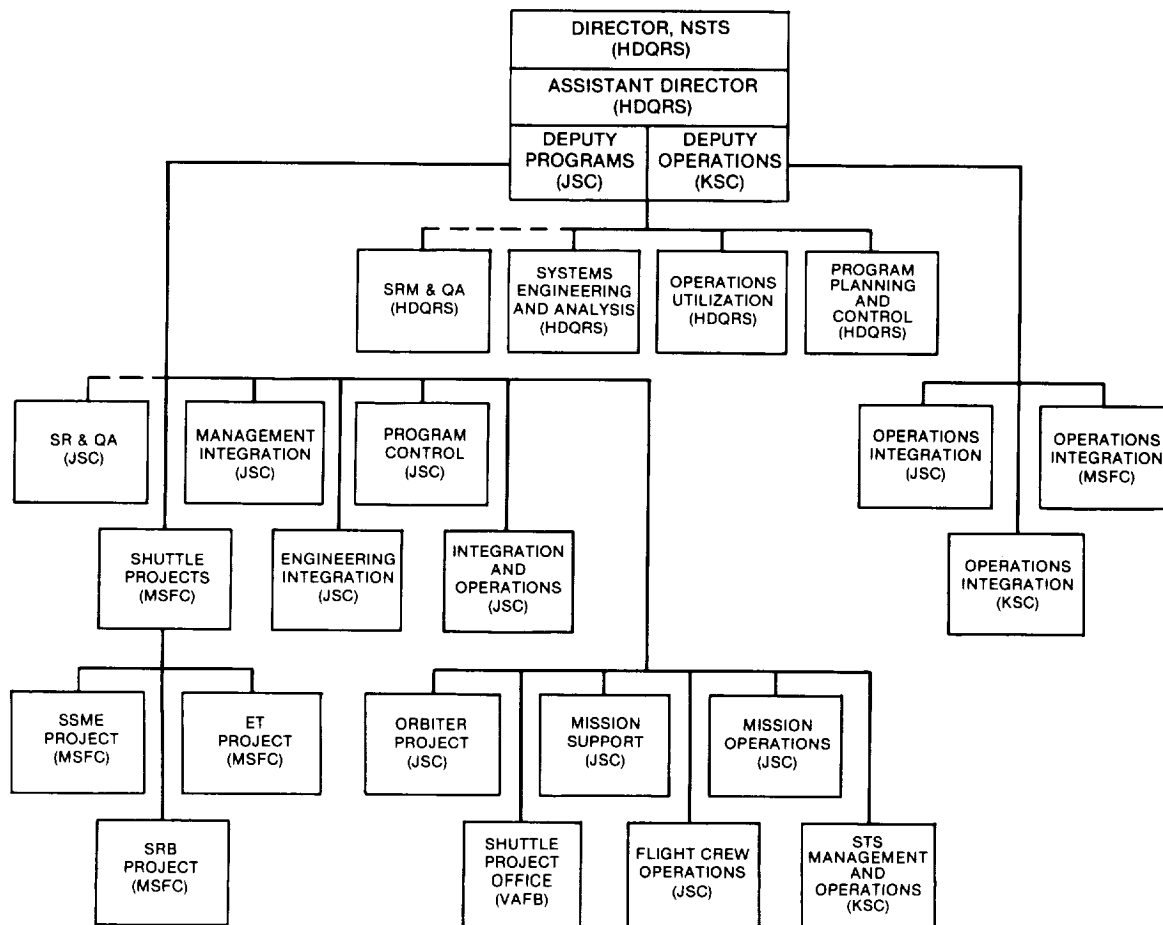 DIRECTOR, NSTS
(HDQRS)
ASSISTANT DIRECTOR
(HDQRS)
DEPUTY
PROGRAMS
(JSC)
DEPUTY
OPERATIONS
(KSC)
SRM & QA
(HDQRS)
SYSTEMS
ENGINEERING
AND ANALYSIS
(HDQRS)
OPERATIONS
UTILIZATION
(HDQRS)
PROGRAM
PLANNING
AND
CONTROL
(HDQRS)
SR & QA
(JSC)
MANAGEMENT
INTEGRATION
(JSC)
PROGRAM
CONTROL
(JSC)
OPERATIONS
INTEGRATION
(JSC)
OPERATIONS
INTEGRATION
(MSFC)
SHUTTLE
PROJECTS
(MSFC)
ENGINEERING
INTEGRATION
(JSC)
INTEGRATION
AND
OPERATIONS
(JSC)
OPERATIONS
INTEGRATION
(KSC)
SSME
PROJECT
(MSFC)
ET
PROJECT
(MSFC)
ORBITER
PROJECT
(JSC)
MISSION
SUPPORT
(JSC)
MISSION
OPERATIONS
(JSC)
SRB
PROJECT
(MSFC)
SHUTTLE
PROJECT
OFFICE
(VAFB)
FLIGHT CREW
OPERATIONS
(JSC)
STS
MANAGEMENT
AND
OPERATIONS
(KSC)